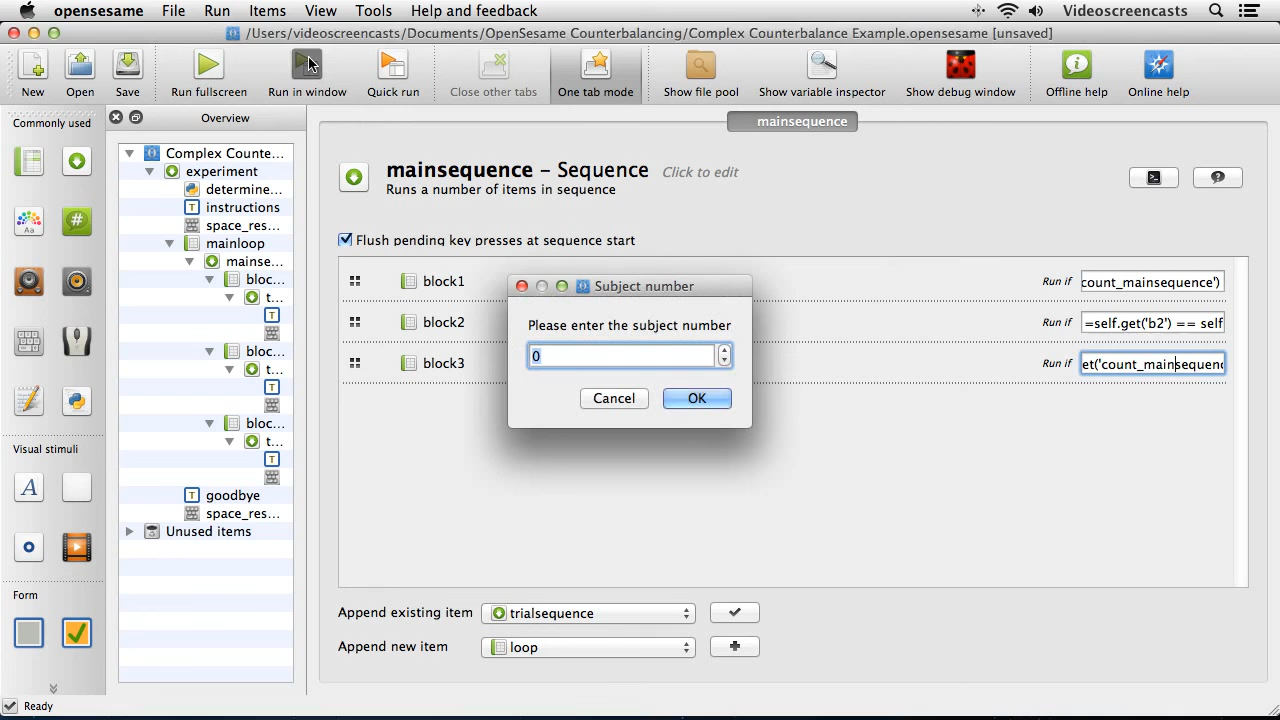 opensesame File Run Items View Tools Help and feedback Videoscreencasts
/Users/videoscreencasts/Documents/OpenSesame Counterbalancing/Complex Counterbalance Example.opensesame [unsaved]
New Open Save Run fullscreen Run in window Quick run Close other tabs One tab mode Show file pool Show variable inspector Show debug window Offline help Online help
Commonly used
Overview
mainsequence
Complex Counte...
experiment
determine...
instructions
space_res...
mainloop
mainse...
bloc...
t...
T
bloc...
t...
T
bloc...
t...
T
goodbye
space_res...
Unused items
Aa
#
Visual stimuli
A
Form
mainsequence – Sequence Click to edit
Runs a number of items in sequence
Flush pending key presses at sequence start
block1 Run if count_mainsequence')
block2 Run if =self.get('b2') == self
block3 Run if et('count_mainsequenc
Subject number
Please enter the subject number
0
Cancel OK
Append existing item trialsequence
Append new item loop
Ready